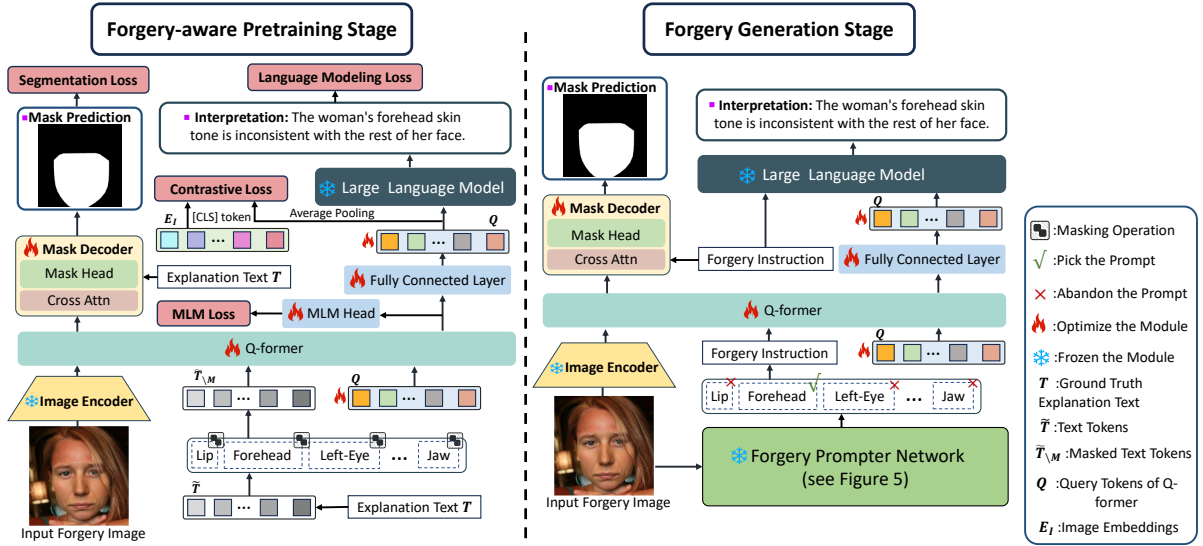 Forgery-aware Pretraining Stage
Segmentation Loss
Language Modeling Loss
Mask Prediction
Interpretation: The woman's forehead skin
tone is inconsistent with the rest of her face.
Large Language Model
Contrastive Loss
E_I
[CLS] token
Average Pooling
Q
...
...
Mask Decoder
Mask Head
Cross Attn
Explanation Text T
Fully Connected Layer
MLM Loss
MLM Head
Q-former
Image Encoder
T̃_\M
...
Q
...
Lip
Forehead
Left-Eye
...
Jaw
T̃
...
Explanation Text T
Input Forgery Image
Forgery Generation Stage
Mask Prediction
Interpretation: The woman's forehead skin
tone is inconsistent with the rest of her face.
Large Language Model
Q
...
Mask Decoder
Mask Head
Cross Attn
Forgery Instruction
Fully Connected Layer
Q-former
Image Encoder
Forgery Instruction
Q
...
Lip
Forehead
Left-Eye
...
Jaw
Forgery Prompter Network
(see Figure 5)
Input Forgery Image
:Masking Operation
:Pick the Prompt
:Abandon the Prompt
:Optimize the Module
:Frozen the Module
T :Ground Truth
Explanation Text
T̃ :Text Tokens
T̃_\M :Masked Text Tokens
Q :Query Tokens of Q-
former
E_I :Image Embeddings